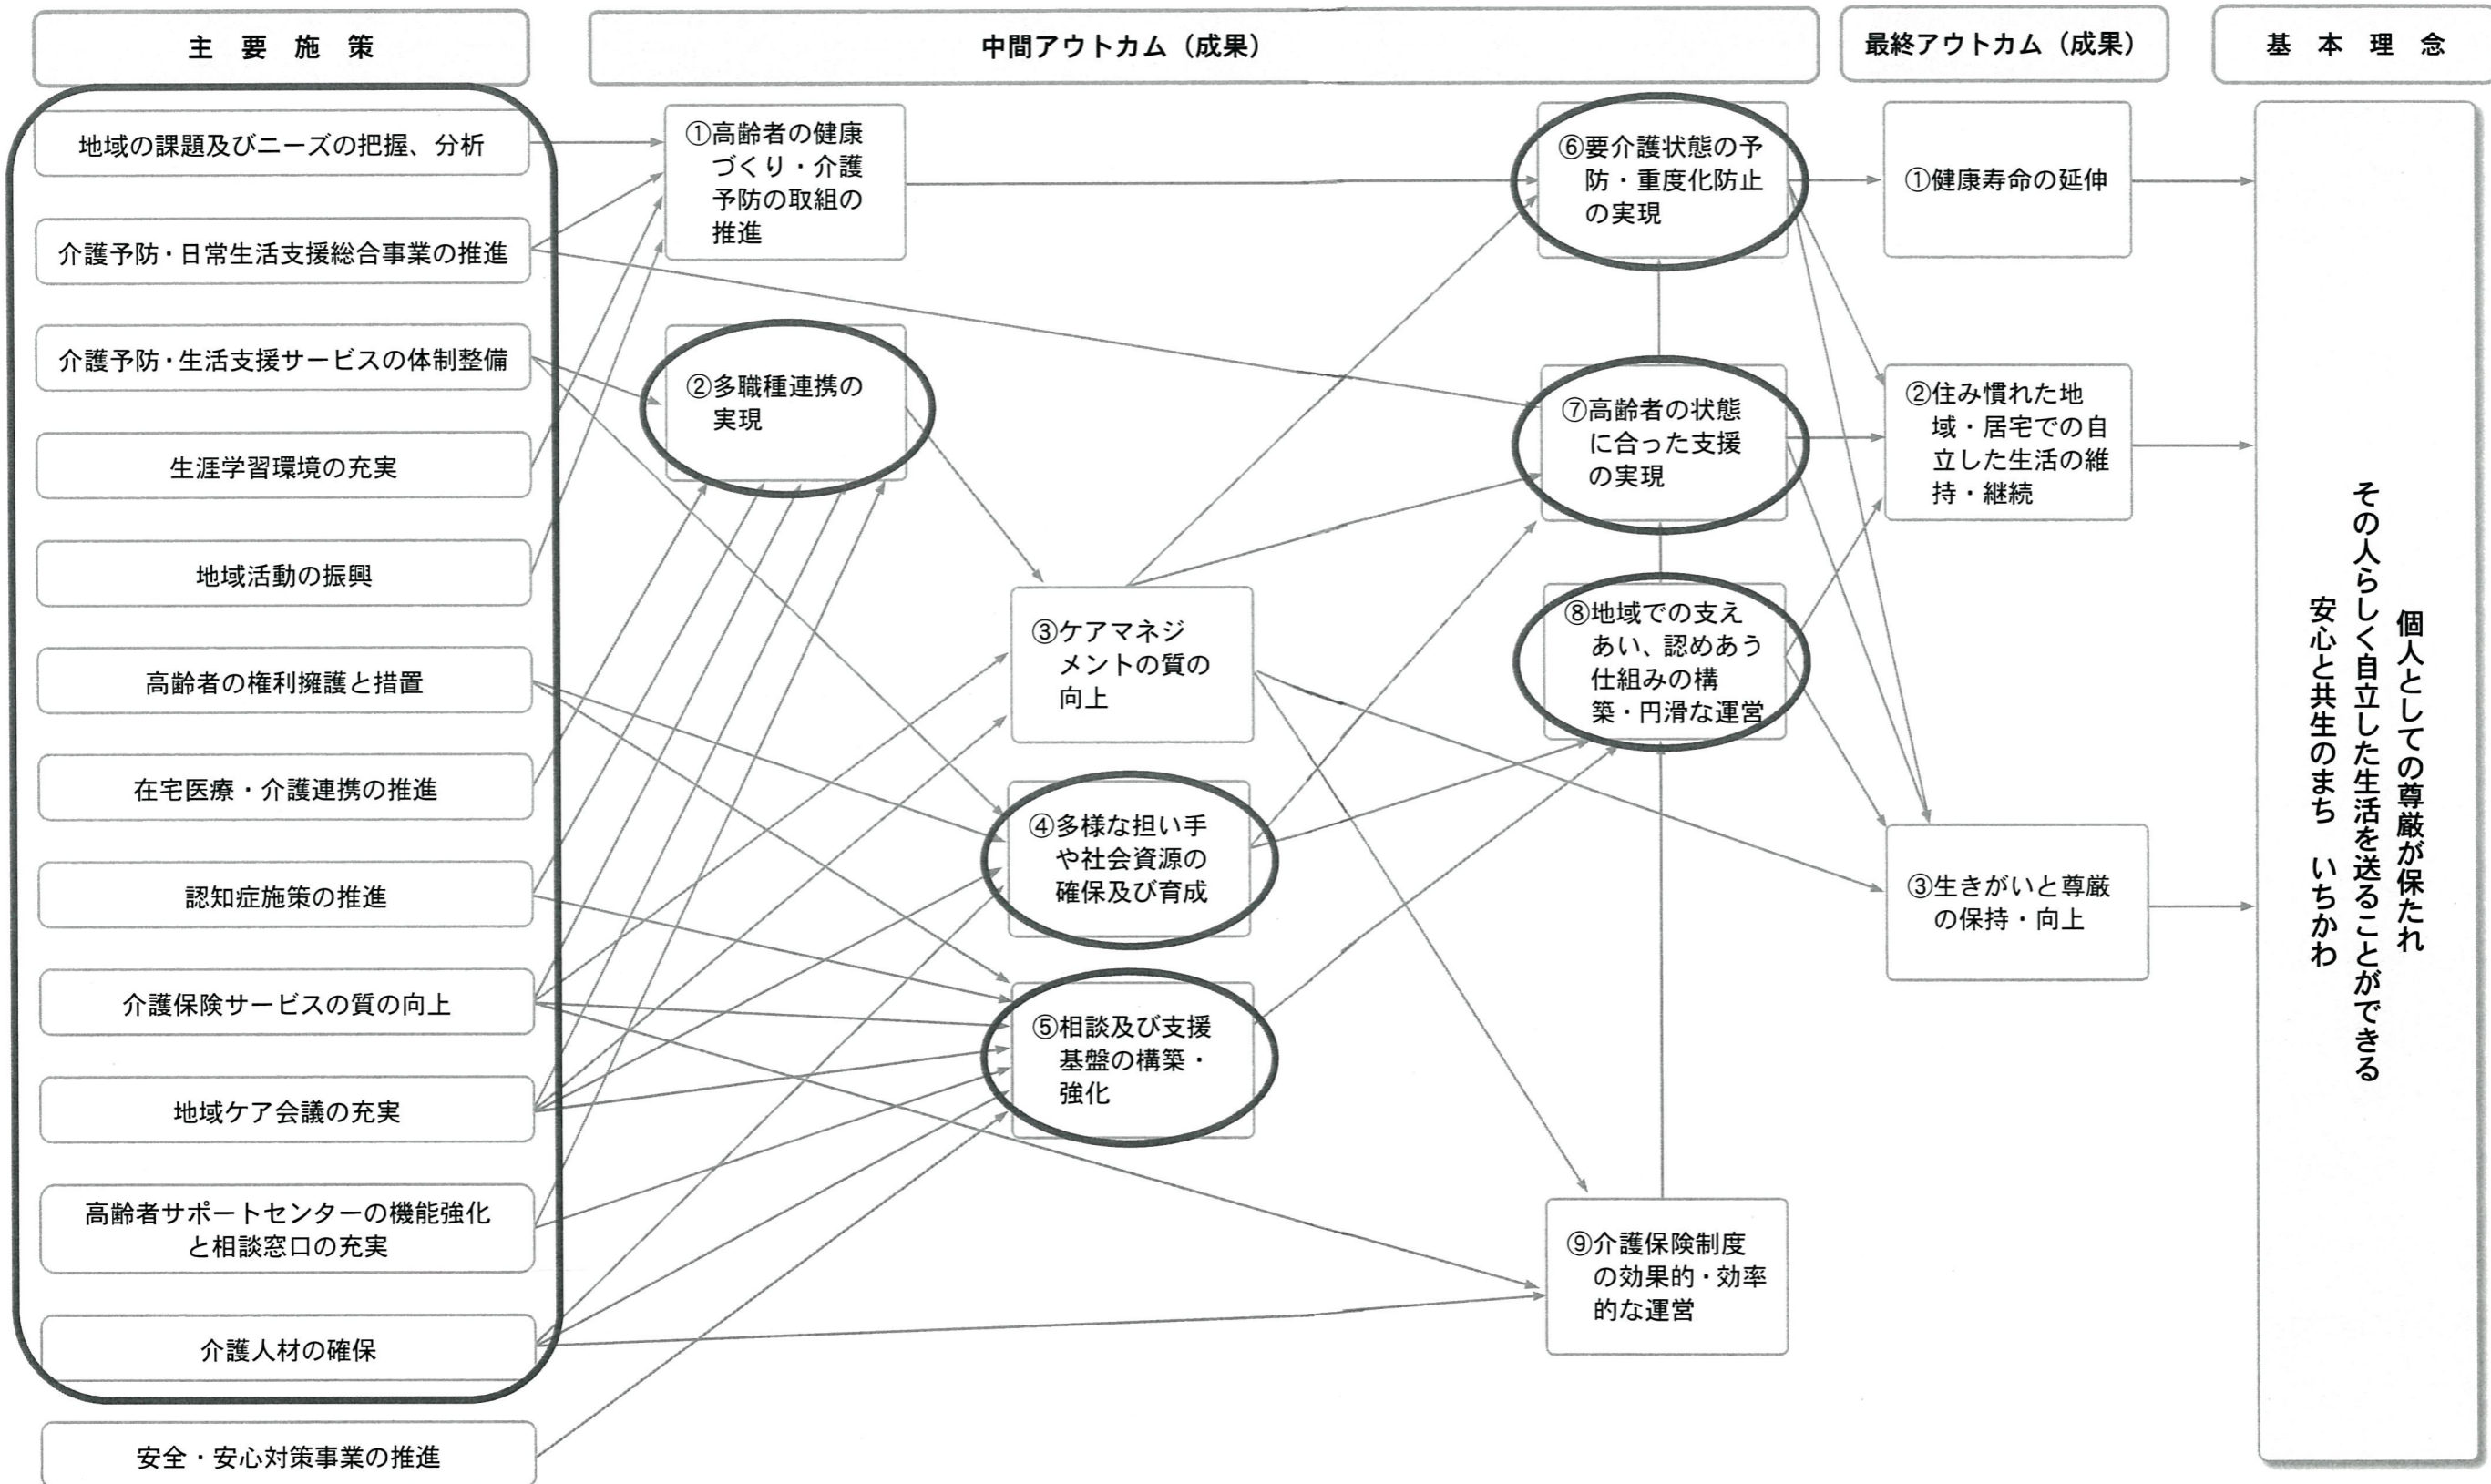 主 要 施 策
中間アウトカム（成果）
最終アウトカム（成果）
基 本 理 念
地域の課題及びニーズの把握、分析
介護予防・日常生活支援総合事業の推進
介護予防・生活支援サービスの体制整備
生涯学習環境の充実
地域活動の振興
高齢者の権利擁護と措置
在宅医療・介護連携の推進
認知症施策の推進
介護保険サービスの質の向上
地域ケア会議の充実
高齢者サポートセンターの機能強化
と相談窓口の充実
介護人材の確保
安全・安心対策事業の推進
①高齢者の健康
づくり・介護
予防の取組の
推進
②多職種連携の
実現
③ケアマネジ
メントの質の
向上
④多様な担い手
や社会資源の
確保及び育成
⑤相談及び支援
基盤の構築・
強化
⑥要介護状態の予
防・重度化防止
の実現
⑦高齢者の状態
に合った支援
の実現
⑧地域での支え
あい、認めあう
仕組みの構
築・円滑な運営
⑨介護保険制度
の効果的・効率
的な運営
①健康寿命の延伸
②住み慣れた地
域・居宅での自
立した生活の維
持・継続
③生きがいと尊厳
の保持・向上
個人としての尊厳が保たれ
その人らしく自立した生活を送ることができる
安心と共生のまち　いちかわ